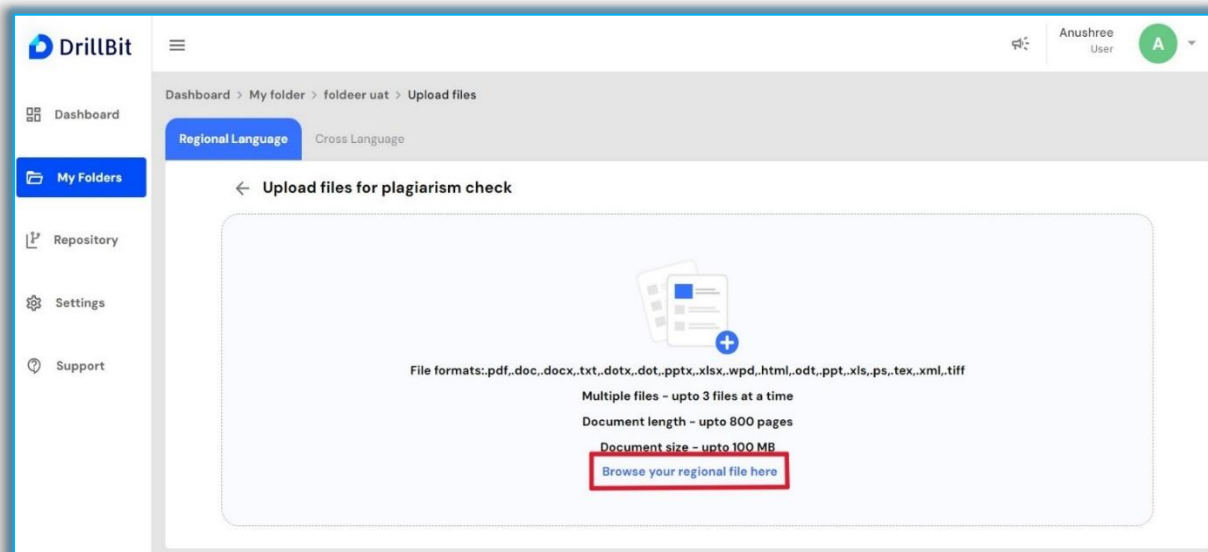 DrillBit
Anushree
User
A
Dashboard
My Folders
Repository
Settings
Support
Dashboard > My folder > foldeer uat > Upload files
Regional Language
Cross Language
← Upload files for plagiarism check
File formats:.pdf,.doc,.docx,.txt,.dotx,.dot,.pptx,.xlsx,.wpd,.html,.odt,.ppt,.xls,.ps,.tex,.xml,.tiff
Multiple files - upto 3 files at a time
Document length - upto 800 pages
Document size - upto 100 MB
Browse your regional file here